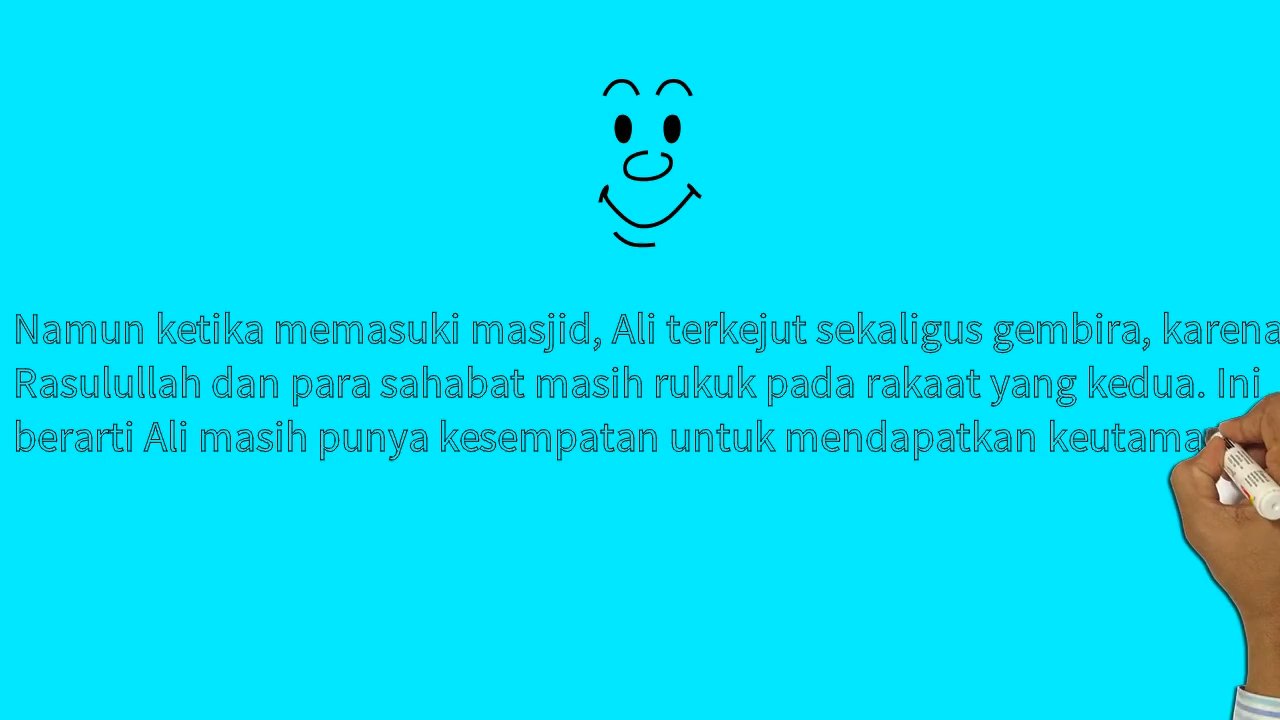 Namun ketika memasuki masjid, Ali terkejut sekaligus gembira, karena
Rasulullah dan para sahabat masih rukuk pada rakaat yang kedua. Ini
berarti Ali masih punya kesempatan untuk mendapatkan